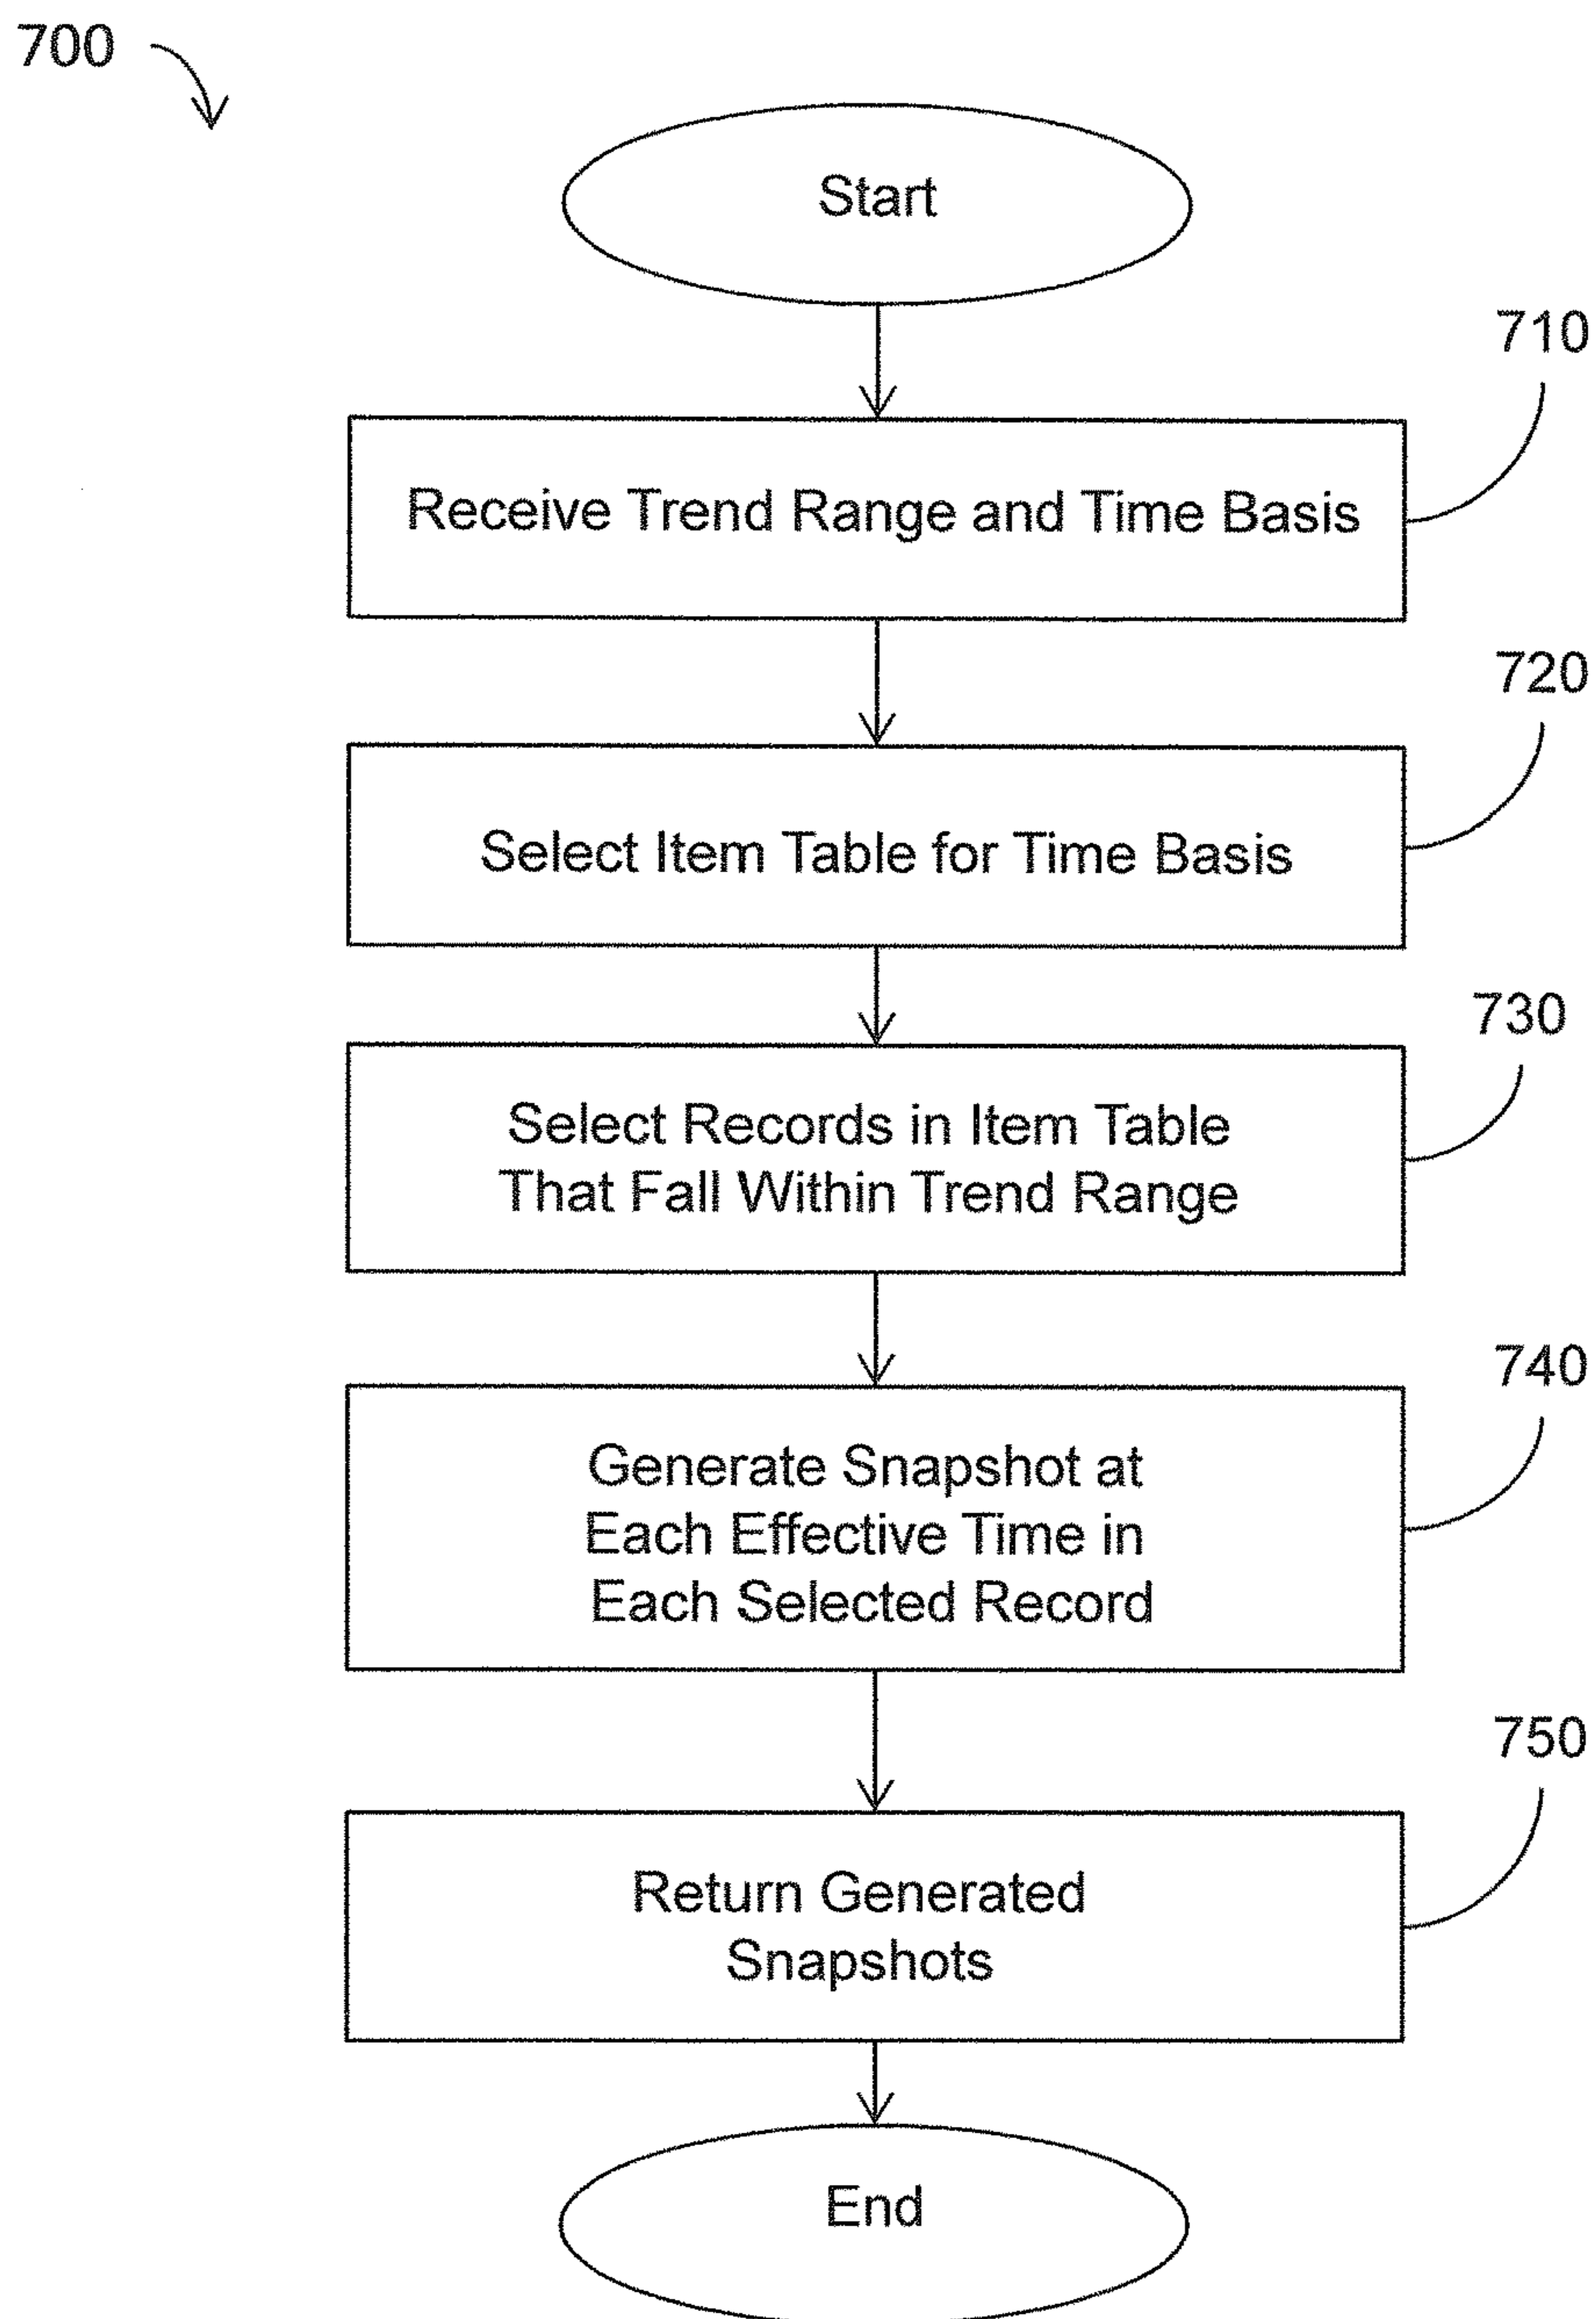 700
Start
710
Receive Trend Range and Time Basis
720
Select Item Table for Time Basis
730
Select Records in Item Table
That Fall Within Trend Range
740
Generate Snapshot at
Each Effective Time in
Each Selected Record
750
Return Generated
Snapshots
End